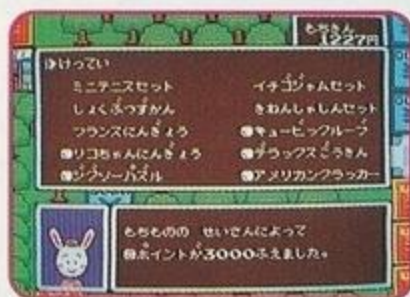 もちきん
1227円
けってい
ミニテニスセット　イチゴジャムセット
しょくぶつずかん　きねんしゃしんセット
フランスにんぎょう　キュービックループ
リコちゃんにんぎょう　デラックスごうきん
ジグソーパズル　アメリカンクラッカー
もちものの　せいさんによって
ポイントが3000ふえました。